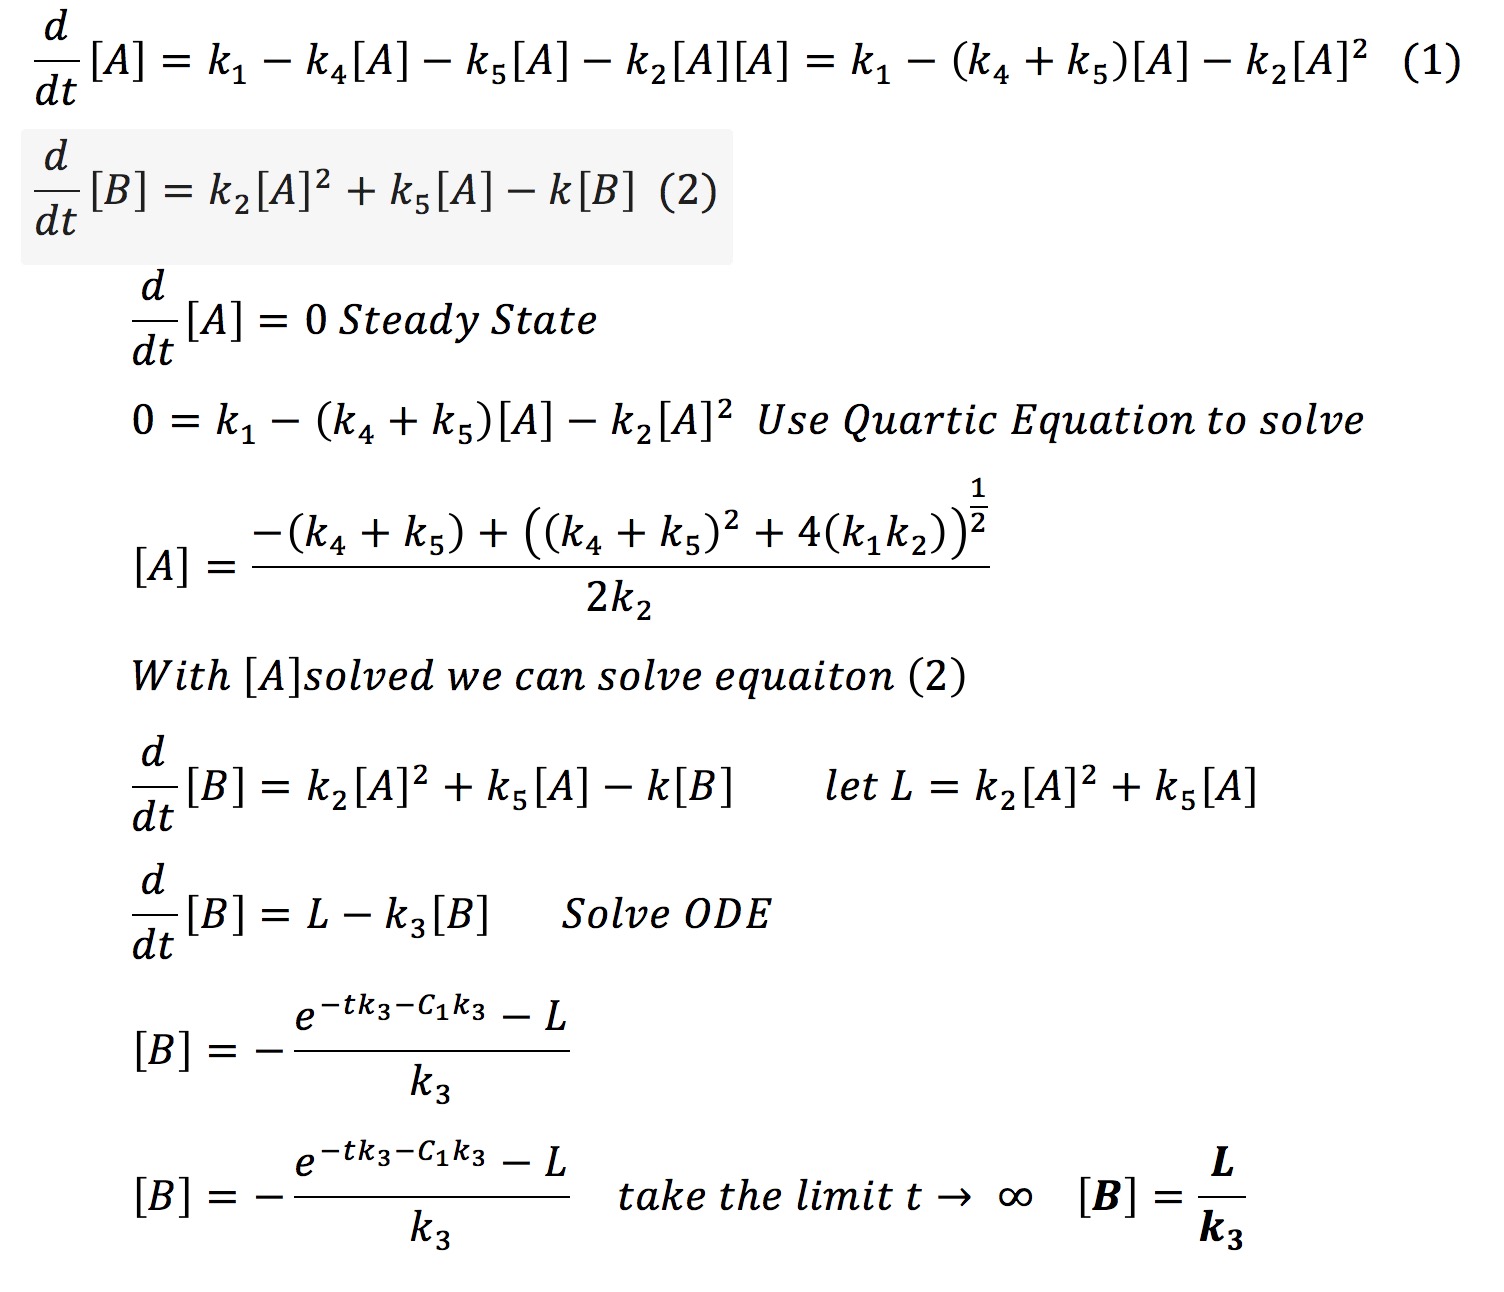 d/dt [A] = k₁ − k₄[A] − k₅[A] − k₂[A][A] = k₁ − (k₄ + k₅)[A] − k₂[A]² (1)
d/dt [B] = k₂[A]² + k₅[A] − k[B] (2)
d/dt [A] = 0 Steady State
0 = k₁ − (k₄ + k₅)[A] − k₂[A]² Use Quartic Equation to solve
[A] = (−(k₄ + k₅) + ((k₄ + k₅)² + 4(k₁k₂))^(1/2)) / (2k₂)
With [A]solved we can solve equaiton (2)
d/dt [B] = k₂[A]² + k₅[A] − k[B] let L = k₂[A]² + k₅[A]
d/dt [B] = L − k₃[B] Solve ODE
[B] = − (e^(−tk₃−C₁k₃) − L) / k₃
[B] = − (e^(−tk₃−C₁k₃) − L) / k₃ take the limit t → ∞ [B] = L / k₃